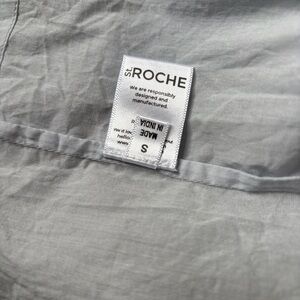 St.ROCHE
We are responsibly
designed and
manufactured.
MADE
IN INDIA
S